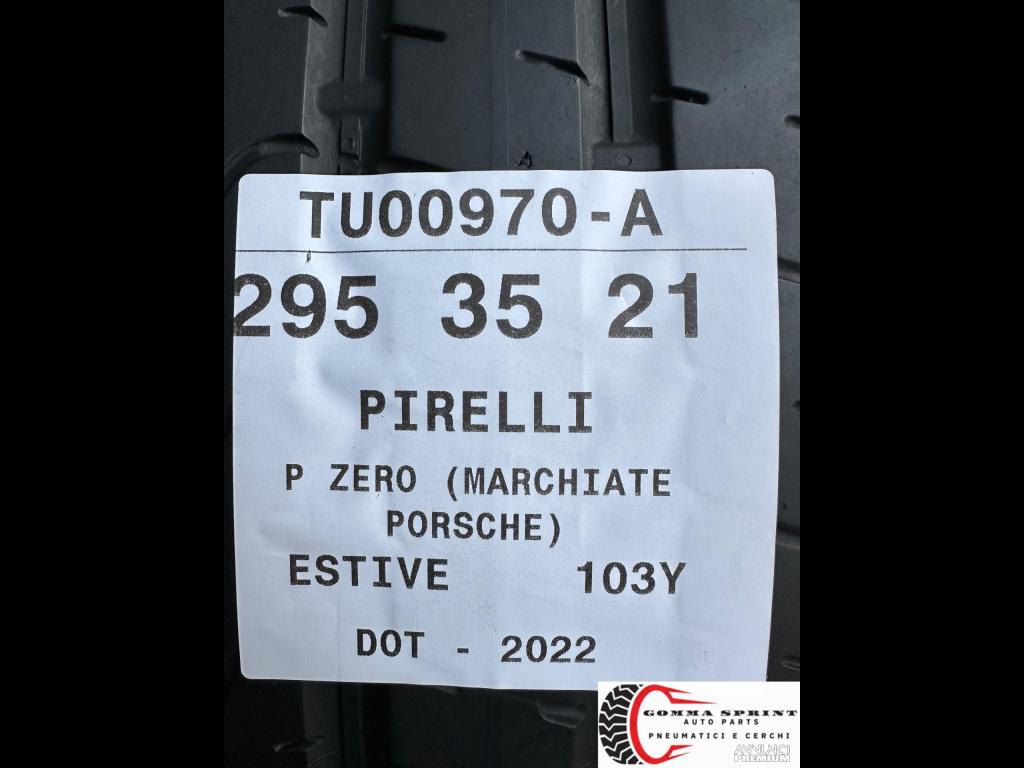 TU00970-A
295 35 21
PIRELLI
P ZERO (MARCHIATE
PORSCHE)
ESTIVE 103Y
DOT - 2022
GOMMA SPRINT
AUTO PARTS
PNEUMATICI E CERCHI
ANNUNCI
PREMIUM